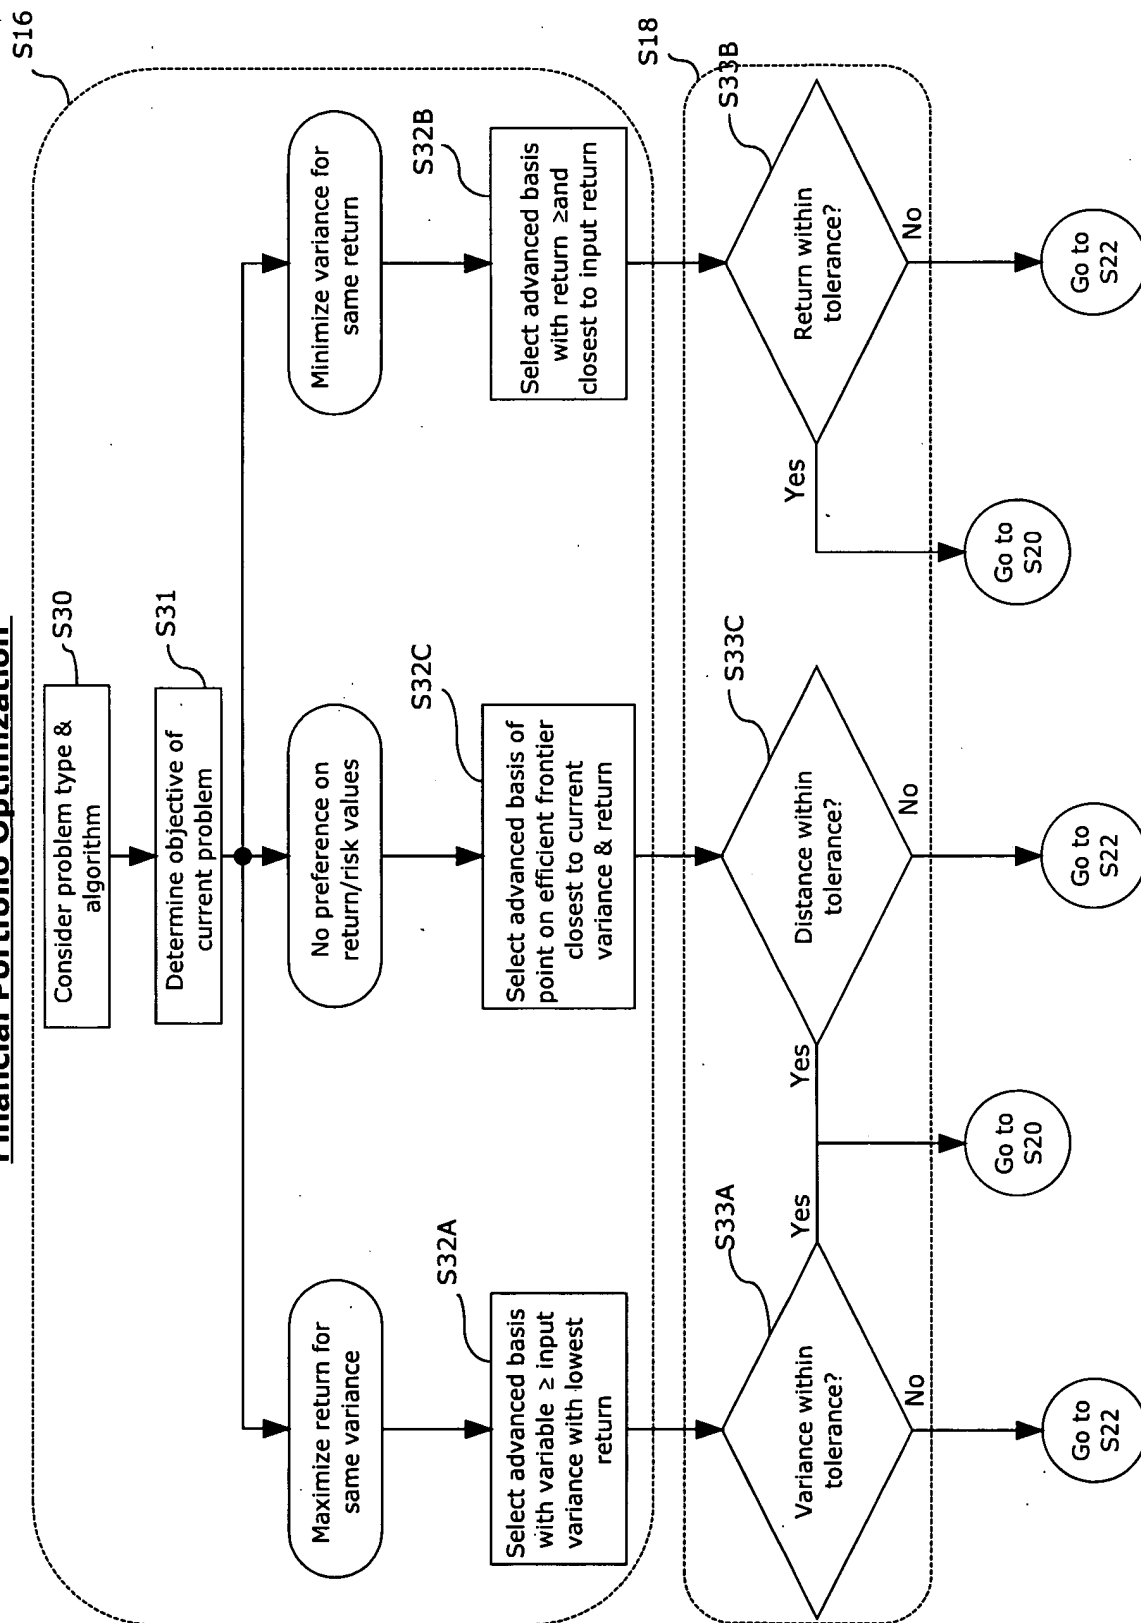 Financial Portfolio Optimization
S16
Consider problem type &
algorithm
S30
Determine objective of
current problem
S31
Maximize return for
same variance
No preference on
return/risk values
Minimize variance for
same return
S32A
Select advanced basis
with variable ≥ input
variance with lowest
return
S32C
Select advanced basis of
point on efficient frontier
closest to current
variance & return
S32B
Select advanced basis
with return ≥and
closest to input return
S18
S33A
Variance within
tolerance?
Yes
No
S33C
Distance within
tolerance?
Yes
No
S33B
Return within
tolerance?
Yes
No
Go to
S22
Go to
S20
Go to
S22
Go to
S20
Go to
S22